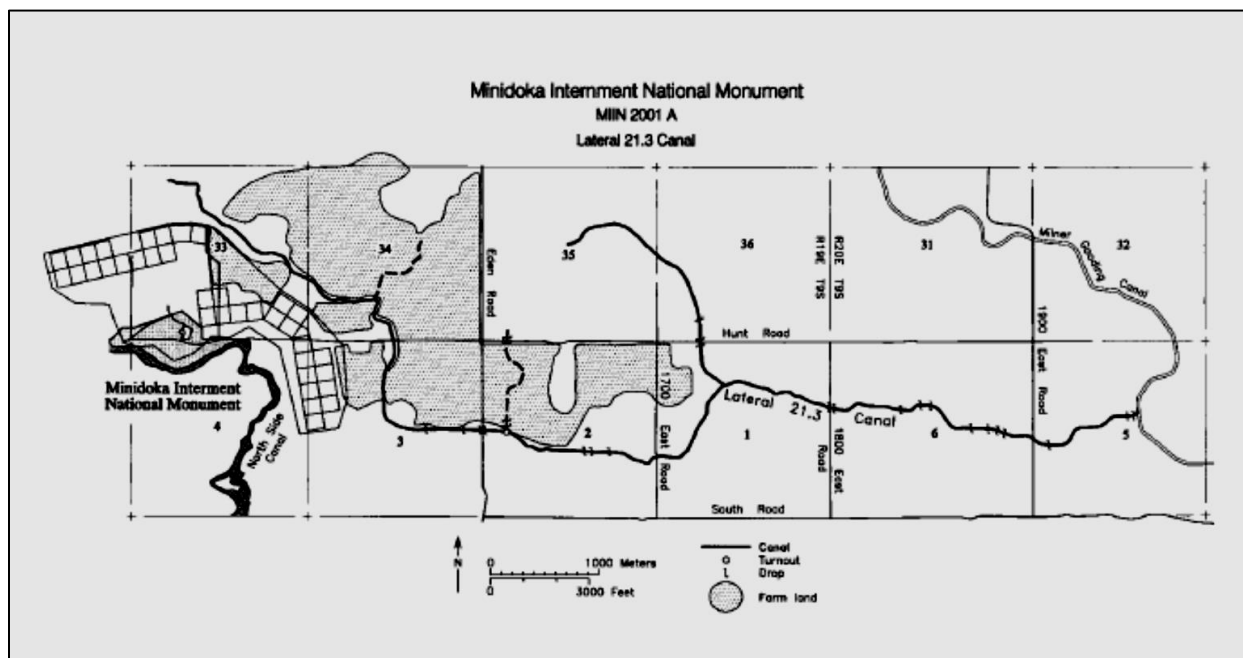 Minidoka Internment National Monument
MIIN 2001 A
Lateral 21.3 Canal
33
34
Eden Road
35
36
R19E T8S
R20E T8S
31
32
Milner Gooding Canal
Hunt Road
1900 East Road
Minidoka Interment
National Monument
4
North Side
Canal
3
2
1700 East Road
Lateral 21.3 Canal
1
1800 East
Road
6
5
South Road
N
0 1000 Meters
0 3000 Feet
Canal
Turnout
Drop
Farm land